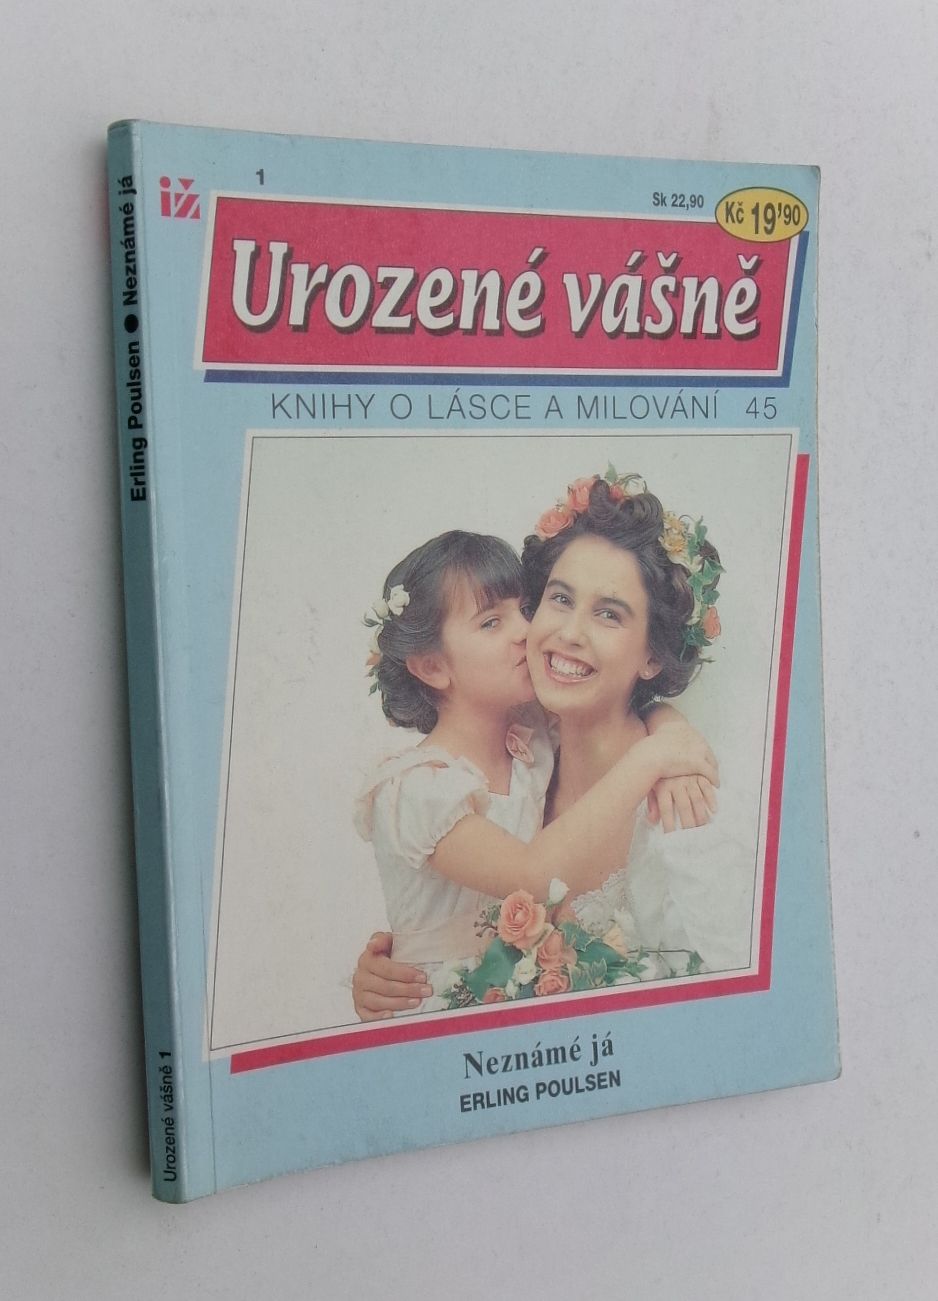 Erling Poulsen ● Neznámé já
Urozené vášně 1
iž
1
Sk 22,90
Kč 19'90
Urozené vášně
KNIHY O LÁSCE A MILOVÁNÍ 45
Neznámé já
ERLING POULSEN